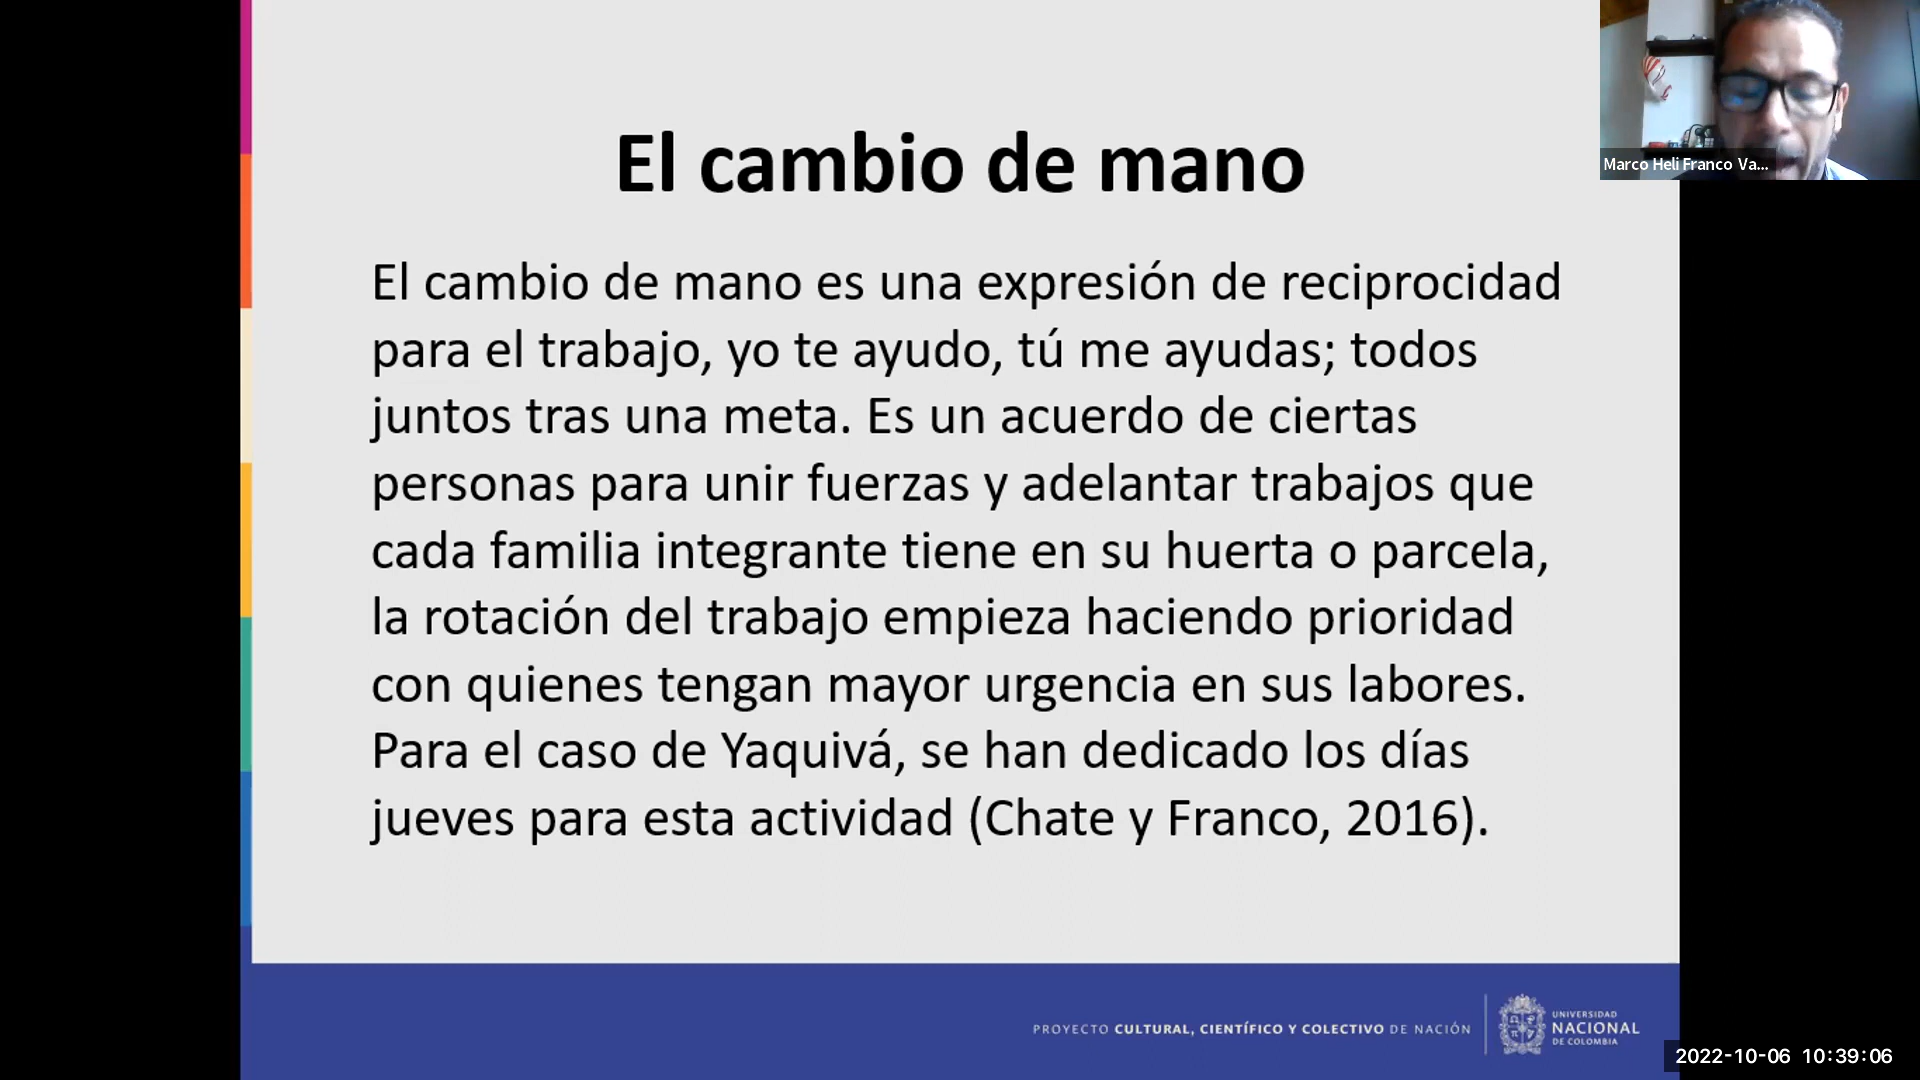 El cambio de mano
El cambio de mano es una expresión de reciprocidad
para el trabajo, yo te ayudo, tú me ayudas; todos
juntos tras una meta. Es un acuerdo de ciertas
personas para unir fuerzas y adelantar trabajos que
cada familia integrante tiene en su huerta o parcela,
la rotación del trabajo empieza haciendo prioridad
con quienes tengan mayor urgencia en sus labores.
Para el caso de Yaquivá, se han dedicado los días
jueves para esta actividad (Chate y Franco, 2016).
Marco Heli Franco Va...
PROYECTO CULTURAL, CIENTÍFICO Y COLECTIVO DE NACIÓN
UNIVERSIDAD
NACIONAL
DE COLOMBIA
2022-10-06 10:39:06